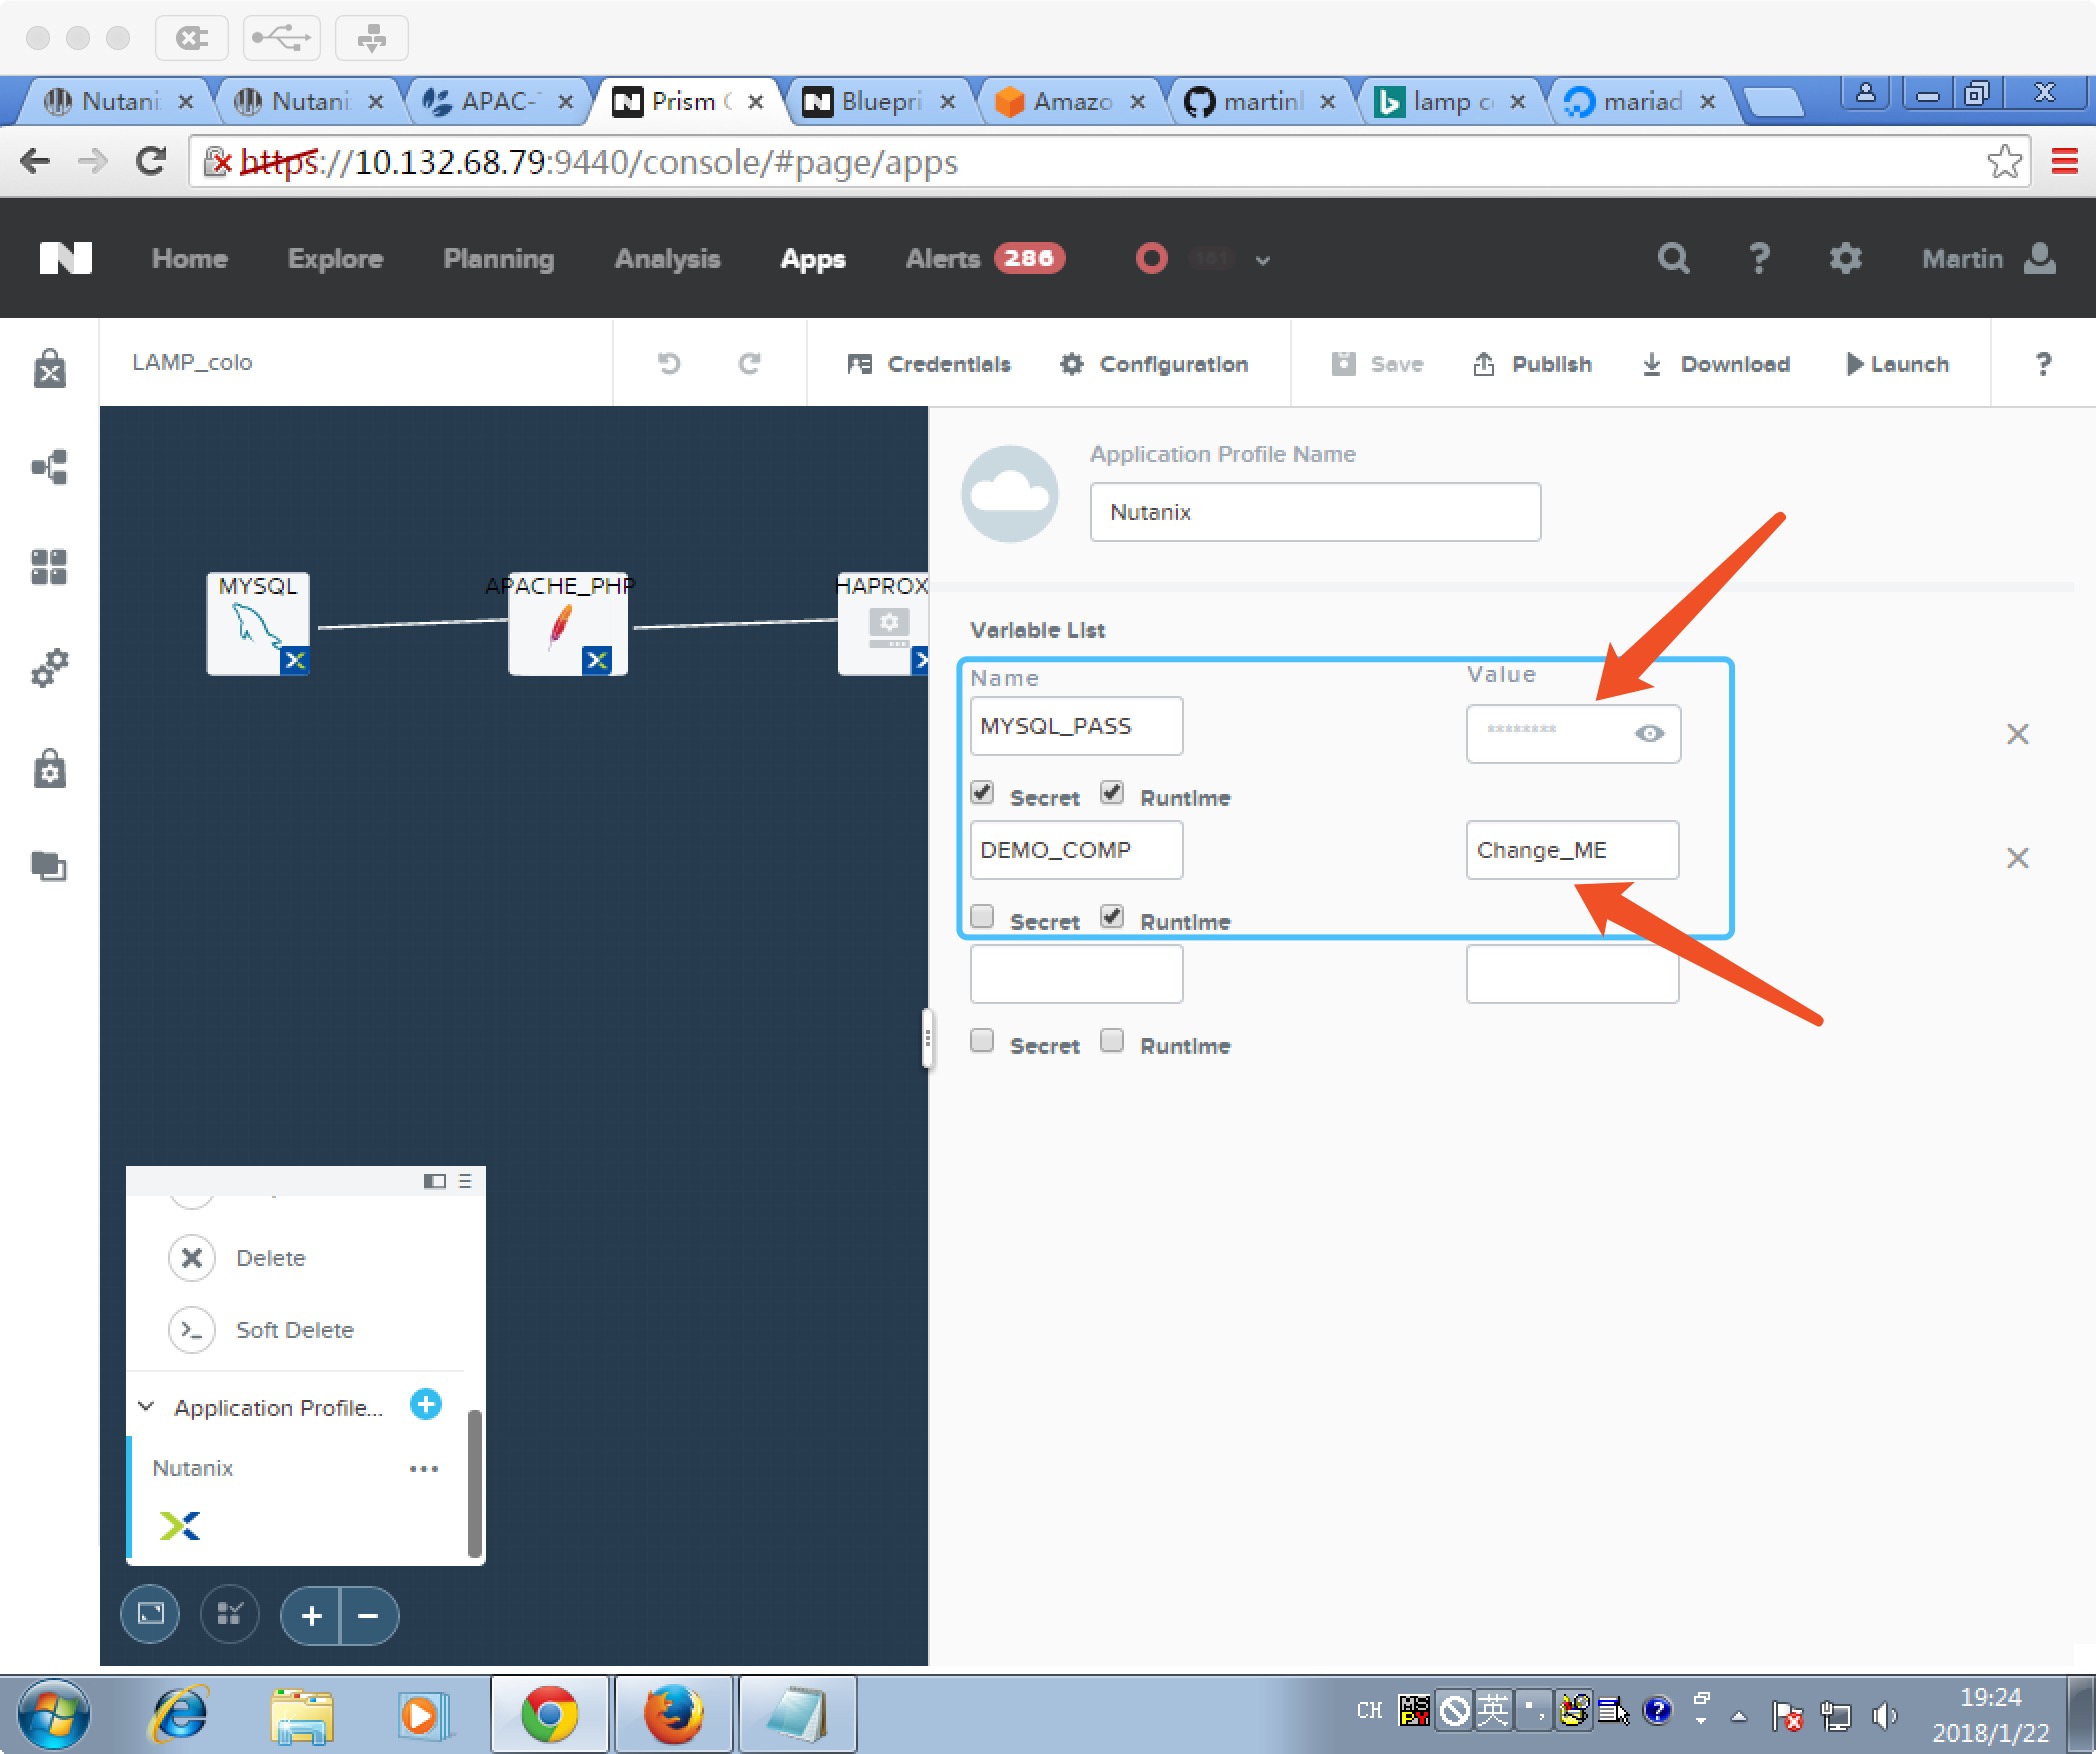 Nutani
Nutani
APAC-
Prism
Bluepri
Amazo
martinl
lamp c
mariad
https://10.132.68.79:9440/console/#page/apps
Home
Explore
Planning
Analysis
Apps
Alerts 286
161
Martin
LAMP_colo
Credentials
Configuration
Save
Publish
Download
Launch
?
MYSQL
APACHE_PHP
HAPROX
Application Profile Name
Nutanix
Variable List
Name
Value
MYSQL_PASS
********
Secret
Runtime
DEMO_COMP
Change_ME
Secret
Runtime
Secret
Runtime
Delete
Soft Delete
Application Profile...
Nutanix
CH
英
19:24
2018/1/22